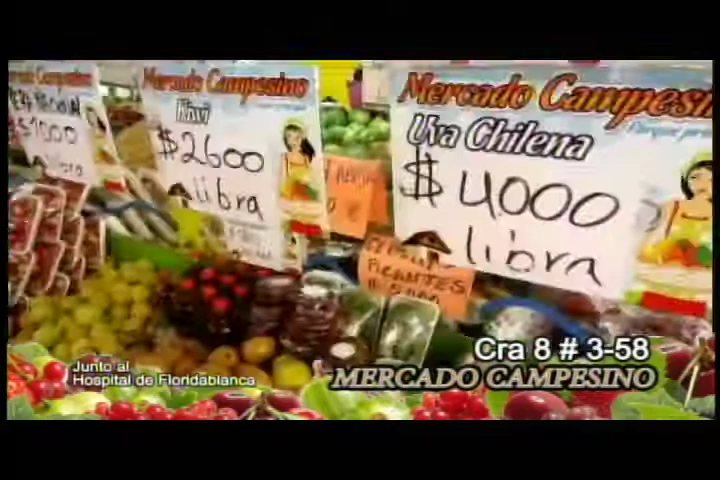 Mercado Campesino
$1000
libra
Mercado Campesino
Kiwi
$2600
libra
Mercado Campesino
Uva Chilena
$4000
libra
PICANTES
Cra 8 # 3-58
MERCADO CAMPESINO
Junto al
Hospital de Floridablanca